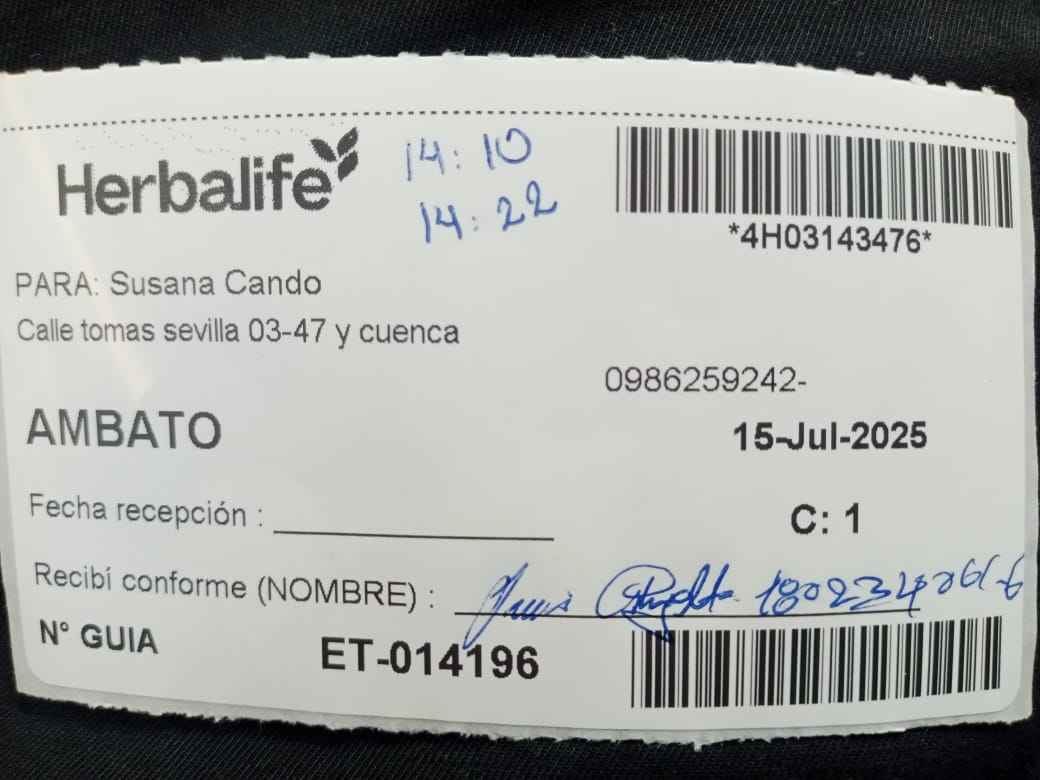 Herbalife
14:10
14:22
*4H03143476*
PARA: Susana Cando
Calle tomas sevilla 03-47 y cuenca
0986259242-
AMBATO
15-Jul-2025
Fecha recepción :
C: 1
Recibí conforme (NOMBRE) :
N° GUIA
ET-014196